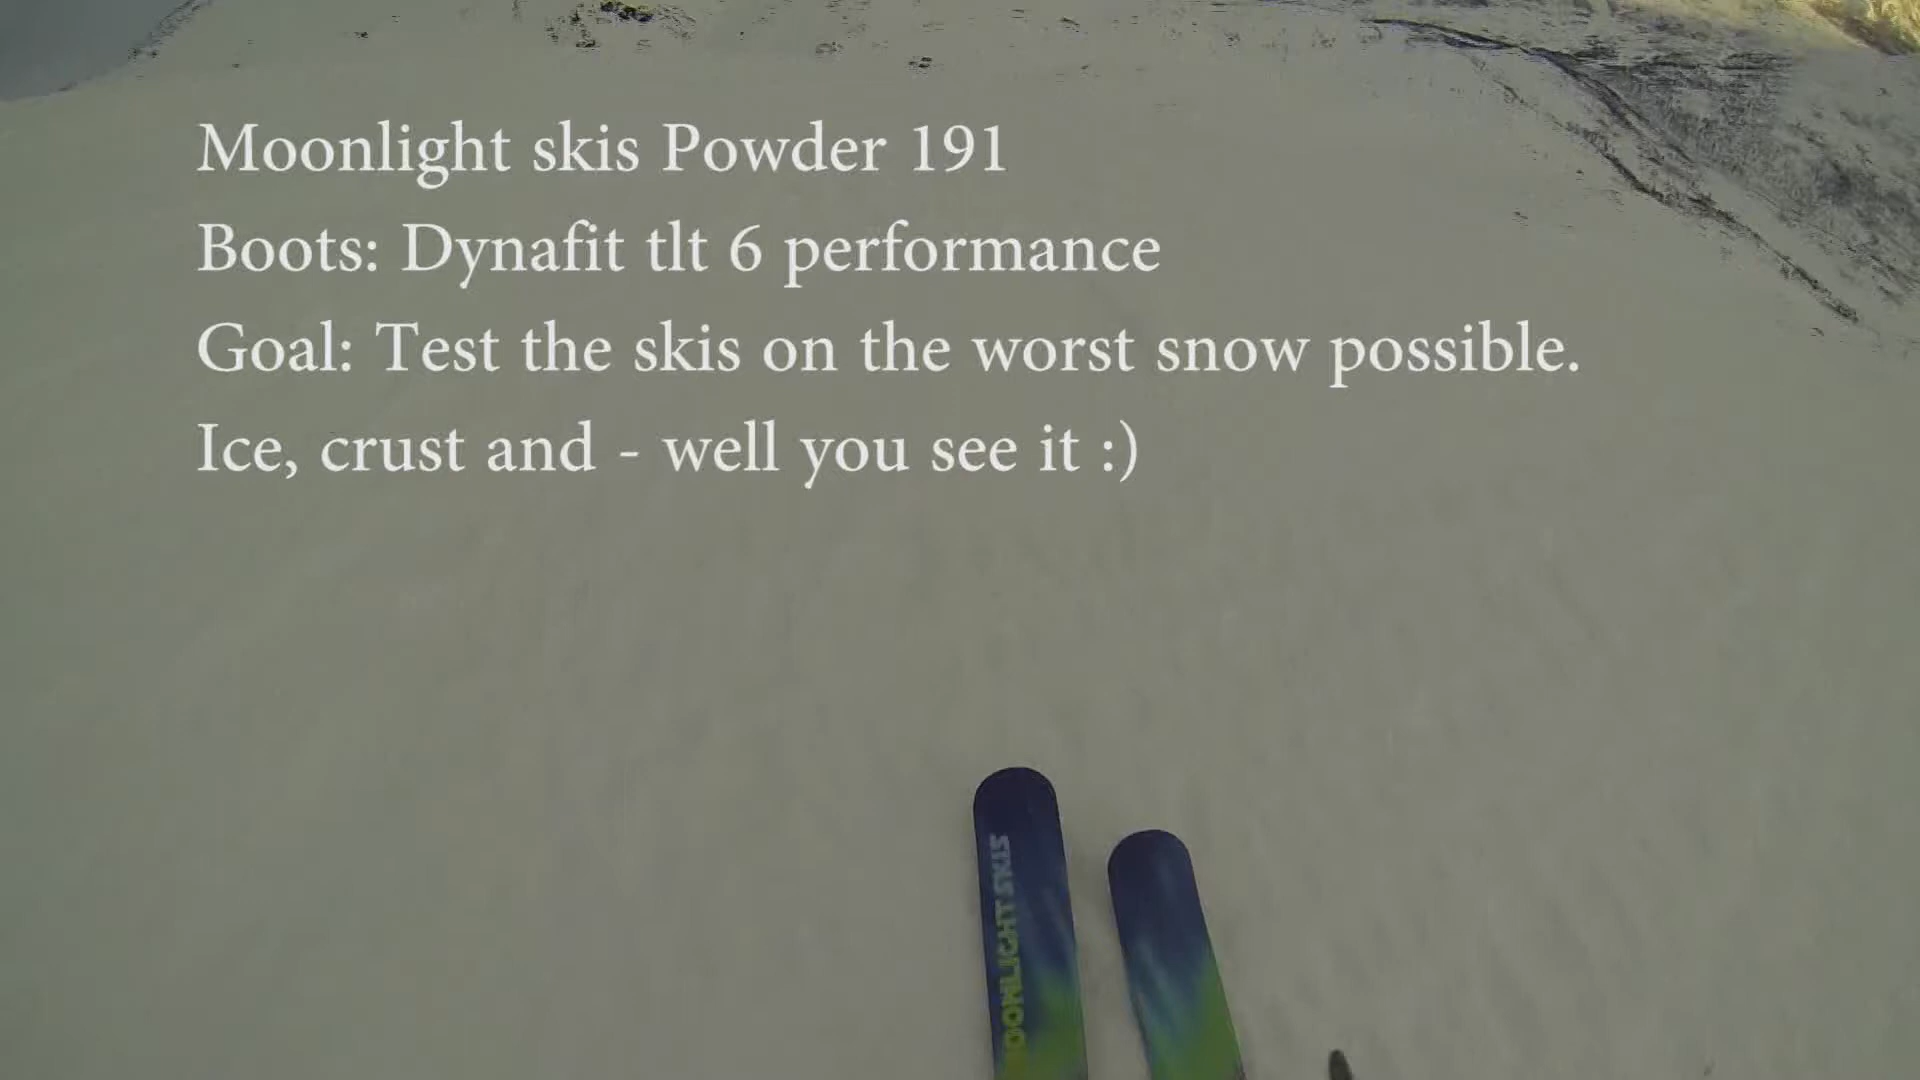 Moonlight skis Powder 191
Boots: Dynafit tlt 6 performance
Goal: Test the skis on the worst snow possible.
Ice, crust and - well you see it :)
MOONLIGHT SKIS